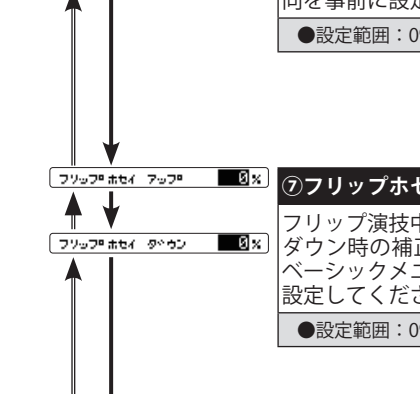 向を事前に設定
●設定範囲：0
フリップ ホセイ アップ 0%
フリップ ホセイ ダウン 0%
⑦フリップホセ
フリップ演技中
ダウン時の補正
ベーシックメニ
設定してくださ
●設定範囲：0